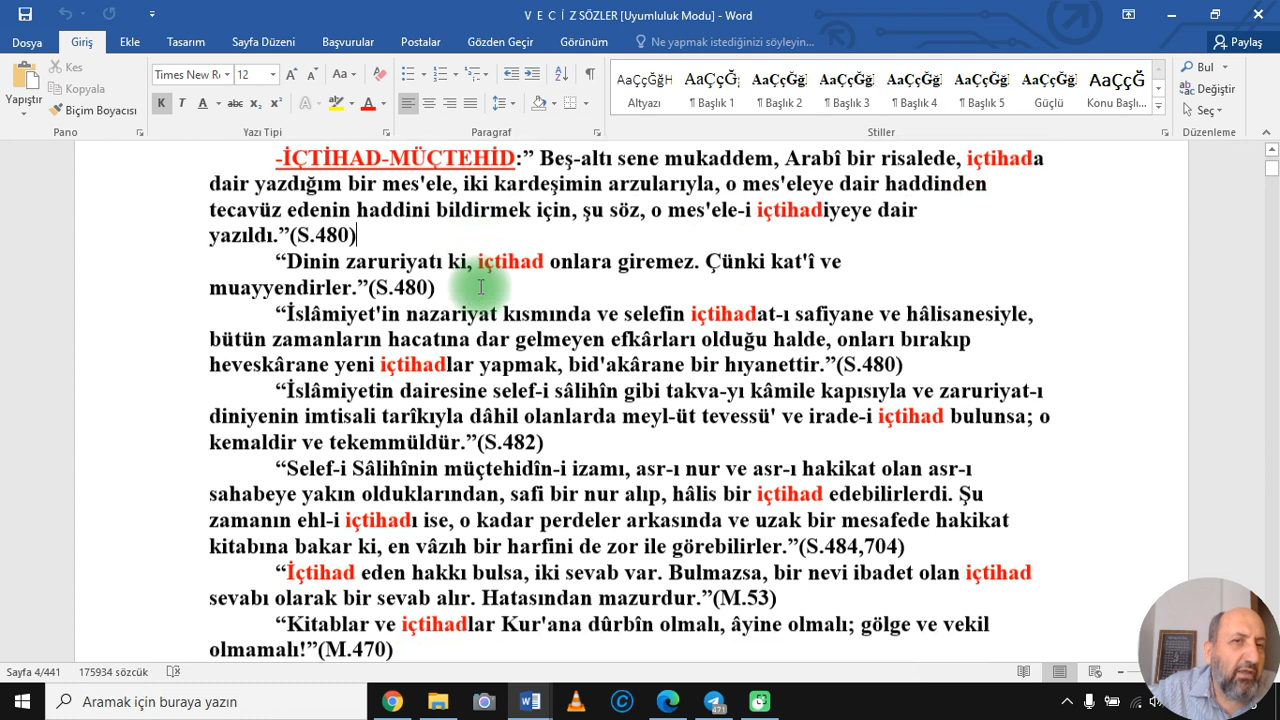 V E C İ Z SÖZLER [Uyumluluk Modu] - Word
Dosya Giriş Ekle Tasarım Sayfa Düzeni Başvurular Postalar Gözden Geçir Görünüm Ne yapmak istediğinizi söyleyin... Paylaş
Yapıştır
Kes
Kopyala
Biçim Boyacısı
Pano
Times New Ro 12
Yazı Tipi
Paragraf
AaÇçĞğH AaÇçĞ AaÇçĞğ AaÇçĞğ AaÇçĞğ AaÇçĞğ AaÇçĞğ AaÇçĞ
Altyazı ¶ Başlık 1 ¶ Başlık 2 ¶ Başlık 3 ¶ Başlık 4 ¶ Başlık 5 Güçlü Konu Başlı...
Stiller
Bul
Değiştir
Seç
Düzenleme
-İÇTİHAD-MÜÇTEHİD:” Beş-altı sene mukaddem, Arabî bir risalede, içtihada
dair yazdığım bir mes'ele, iki kardeşimin arzularıyla, o mes'eleye dair haddinden
tecavüz edenin haddini bildirmek için, şu söz, o mes'ele-i içtihadiyeye dair
yazıldı.”(S.480)
“Dinin zaruriyatı ki, içtihad onlara giremez. Çünki kat'î ve
muayyendirler.”(S.480)
“İslâmiyet'in nazariyat kısmında ve selefin içtihadat-ı safiyane ve hâlisanesiyle,
bütün zamanların hacatına dar gelmeyen efkârları olduğu halde, onları bırakıp
heveskârane yeni içtihadlar yapmak, bid'akârane bir hıyanettir.”(S.480)
“İslâmiyetin dairesine selef-i sâlihîn gibi takva-yı kâmile kapısıyla ve zaruriyat-ı
diniyenin imtisali tarîkıyla dâhil olanlarda meyl-üt tevessü' ve irade-i içtihad bulunsa; o
kemaldir ve tekemmüldür.”(S.482)
“Selef-i Sâlihînin müçtehidîn-i izamı, asr-ı nur ve asr-ı hakikat olan asr-ı
sahabeye yakın olduklarından, safi bir nur alıp, hâlis bir içtihad edebilirlerdi. Şu
zamanın ehl-i içtihadı ise, o kadar perdeler arkasında ve uzak bir mesafede hakikat
kitabına bakar ki, en vâzıh bir harfini de zor ile görebilirler.”(S.484,704)
“İçtihad eden hakkı bulsa, iki sevab var. Bulmazsa, bir nevi ibadet olan içtihad
sevabı olarak bir sevab alır. Hatasından mazurdur.”(M.53)
“Kitablar ve içtihadlar Kur'ana dûrbîn olmalı, âyine olmalı; gölge ve vekil
olmamalı!”(M.470)
Sayfa 4/441 175934 sözcük
Aramak için buraya yazın
471